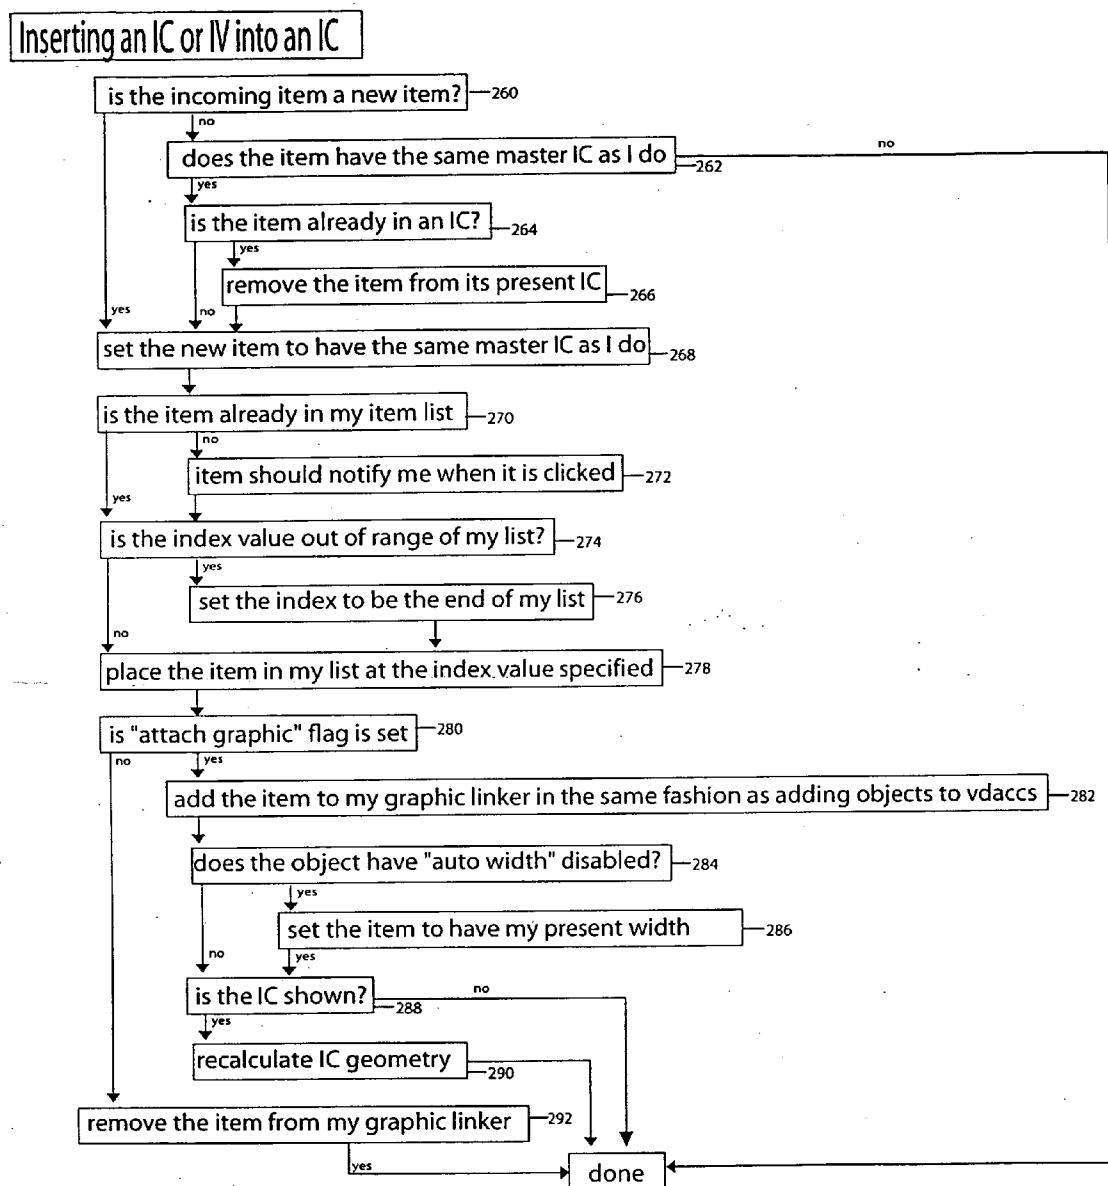 Inserting an IC or IV into an IC
is the incoming item a new item? 260
no
does the item have the same master IC as I do 262
no
yes
is the item already in an IC? 264
yes
remove the item from its present IC 266
yes
no
set the new item to have the same master IC as I do 268
is the item already in my item list 270
no
item should notify me when it is clicked 272
yes
is the index value out of range of my list? 274
yes
set the index to be the end of my list 276
no
place the item in my list at the index value specified 278
is "attach graphic" flag is set 280
no
yes
add the item to my graphic linker in the same fashion as adding objects to vdaccs 282
does the object have "auto width" disabled? 284
yes
set the item to have my present width 286
no
yes
is the IC shown? 288
no
yes
recalculate IC geometry 290
remove the item from my graphic linker 292
yes
done